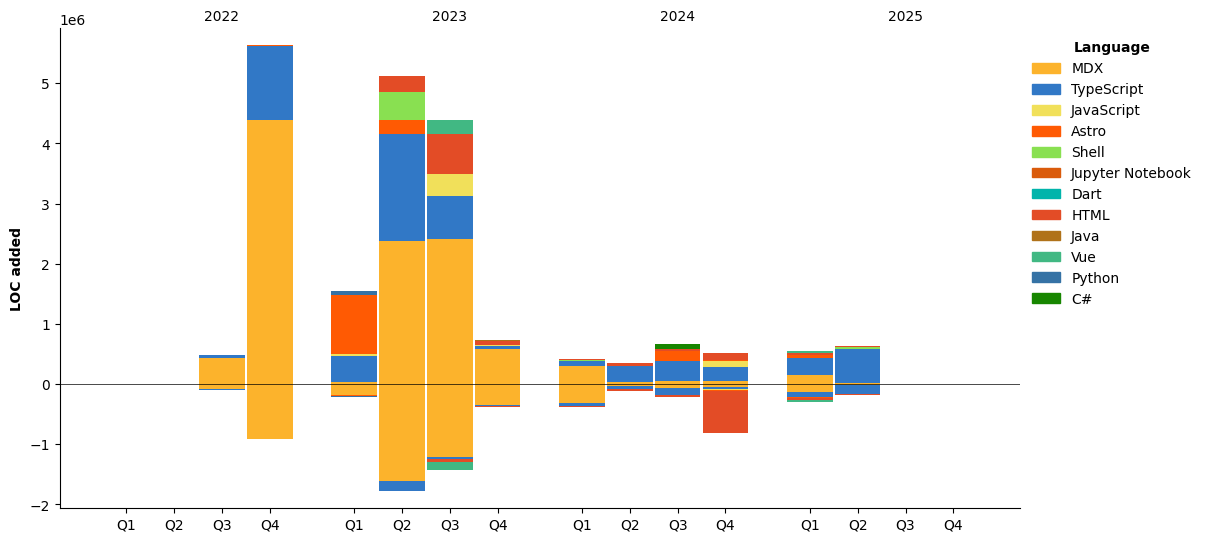 2022 2023 2024 2025
1e6
Language
MDX
TypeScript
JavaScript
Astro
Shell
Jupyter Notebook
Dart
HTML
Java
Vue
Python
C#
LOC added
5
4
3
2
1
0
−1
−2
Q1 Q2 Q3 Q4 Q1 Q2 Q3 Q4 Q1 Q2 Q3 Q4 Q1 Q2 Q3 Q4